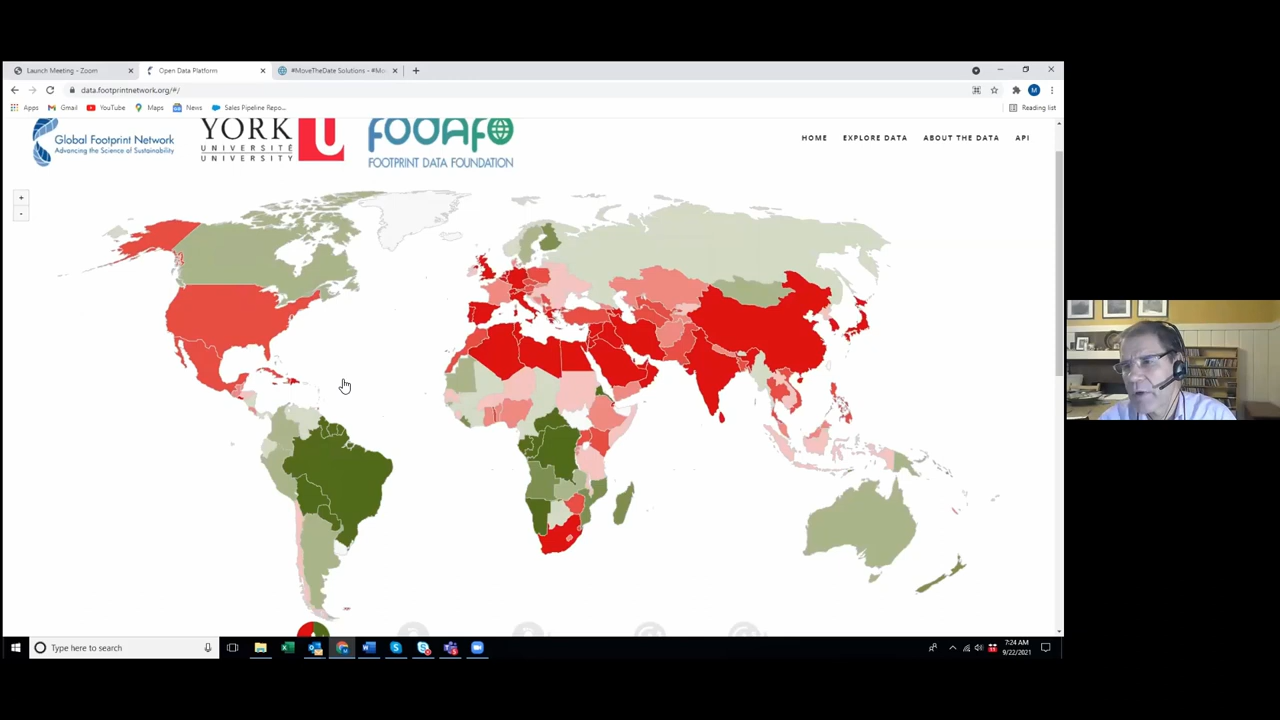 Launch Meeting - Zoom
Open Data Platform
#MoveTheDate Solutions - #Mo
data.footprintnetwork.org/#/
Apps
Gmail
YouTube
Maps
News
Sales Pipeline Repo...
Reading list
Global Footprint Network
Advancing the Science of Sustainability
YORK
UNIVERSITÉ
UNIVERSITY
U
FODAFO
FOOTPRINT DATA FOUNDATION
HOME
EXPLORE DATA
ABOUT THE DATA
API
+
-
Type here to search
7:24 AM
9/22/2021